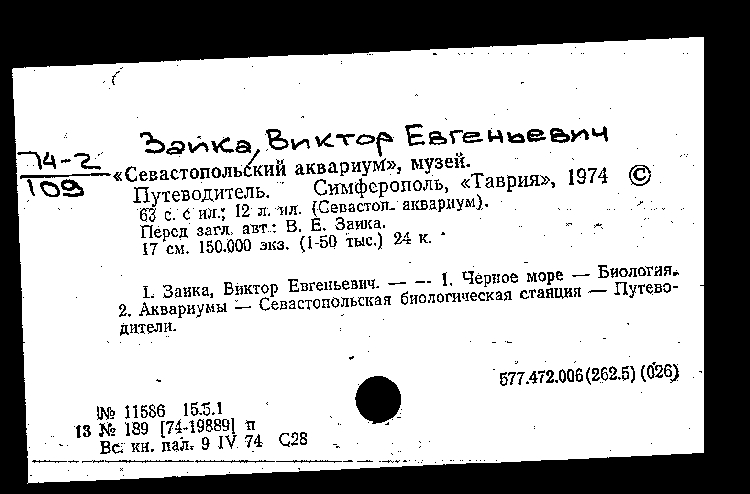 Заика, Виктор Евгеньевич
74-2
109
«Севастопольский аквариум», музей.
Путеводитель. Симферополь, «Таврия», 1974 ©
63 с. с ил.; 12 л. ил. (Севастоп. аквариум).
Перед загл. авт.: В. Е. Заика.
17 см. 150.000 экз. (1-50 тыс.) 24 к.
1. Заика, Виктор Евгеньевич. — — 1. Черное море — Биология.
2. Аквариумы — Севастопольская биологическая станция — Путево-
дители.
577.472.006(262.5)(026)
№ 11586 15.5.1
13 № 189 [74-19889] п
Вс. кн. пал. 9 IV 74 С28